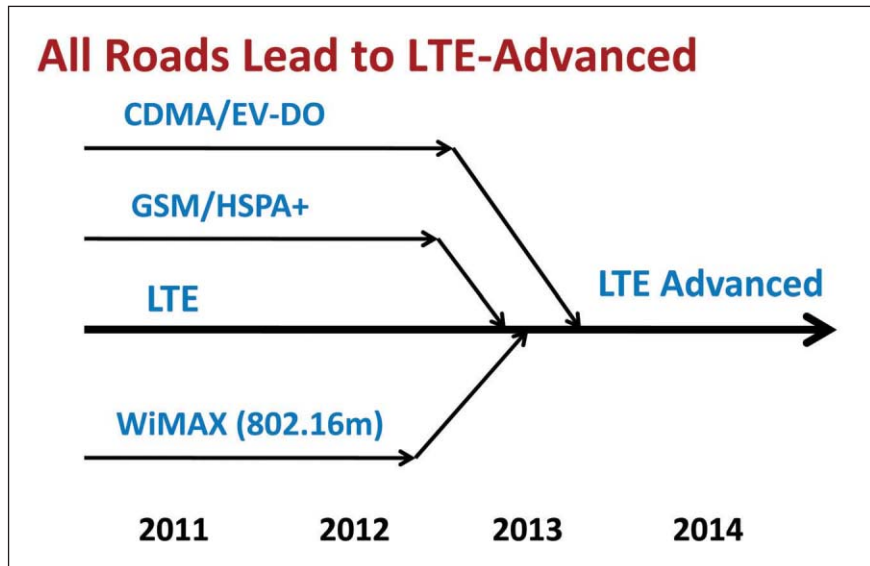 All Roads Lead to LTE-Advanced
CDMA/EV-DO
GSM/HSPA+
LTE
LTE Advanced
WiMAX (802.16m)
2011 2012 2013 2014